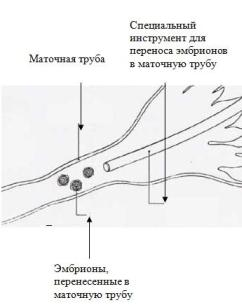 Специальный
инструмент для
переноса эмбрионов
в маточную трубу
Маточная труба
Эмбрионы,
перенесенные в
маточную трубу